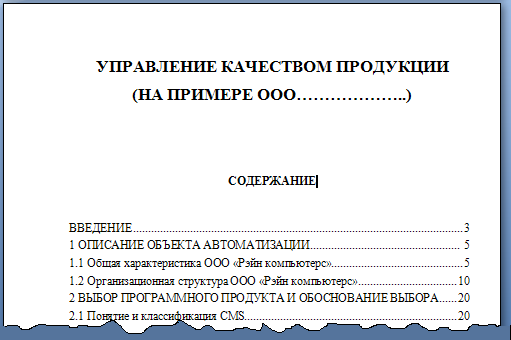 УПРАВЛЕНИЕ КАЧЕСТВОМ ПРОДУКЦИИ
(НА ПРИМЕРЕ ООО………………..)
СОДЕРЖАНИЕ
ВВЕДЕНИЕ........................................................................................................ 3
1 ОПИСАНИЕ ОБЪЕКТА АВТОМАТИЗАЦИИ.................................................. 5
1.1 Общая характеристика ООО «Рэйн компьютерс»............................................ 5
1.2 Организационная структура ООО «Рэйн компьютерс»................................. 10
2 ВЫБОР ПРОГРАММНОГО ПРОДУКТА И ОБОСНОВАНИЕ ВЫБОРА...... 20
2.1 Понятие и классификация CMS...................................................................... 20